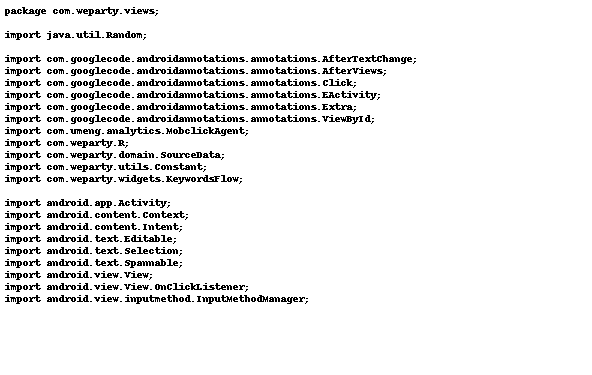 package com.weparty.views;
import java.util.Random;
import com.googlecode.androidannotations.annotations.AfterTextChange;
import com.googlecode.androidannotations.annotations.AfterViews;
import com.googlecode.androidannotations.annotations.Click;
import com.googlecode.androidannotations.annotations.EActivity;
import com.googlecode.androidannotations.annotations.Extra;
import com.googlecode.androidannotations.annotations.ViewById;
import com.umeng.analytics.MobclickAgent;
import com.weparty.R;
import com.weparty.domain.SourceData;
import com.weparty.utils.Constant;
import com.weparty.widgets.KeywordsFlow;
import android.app.Activity;
import android.content.Context;
import android.content.Intent;
import android.text.Editable;
import android.text.Selection;
import android.text.Spannable;
import android.view.View;
import android.view.View.OnClickListener;
import android.view.inputmethod.InputMethodManager;